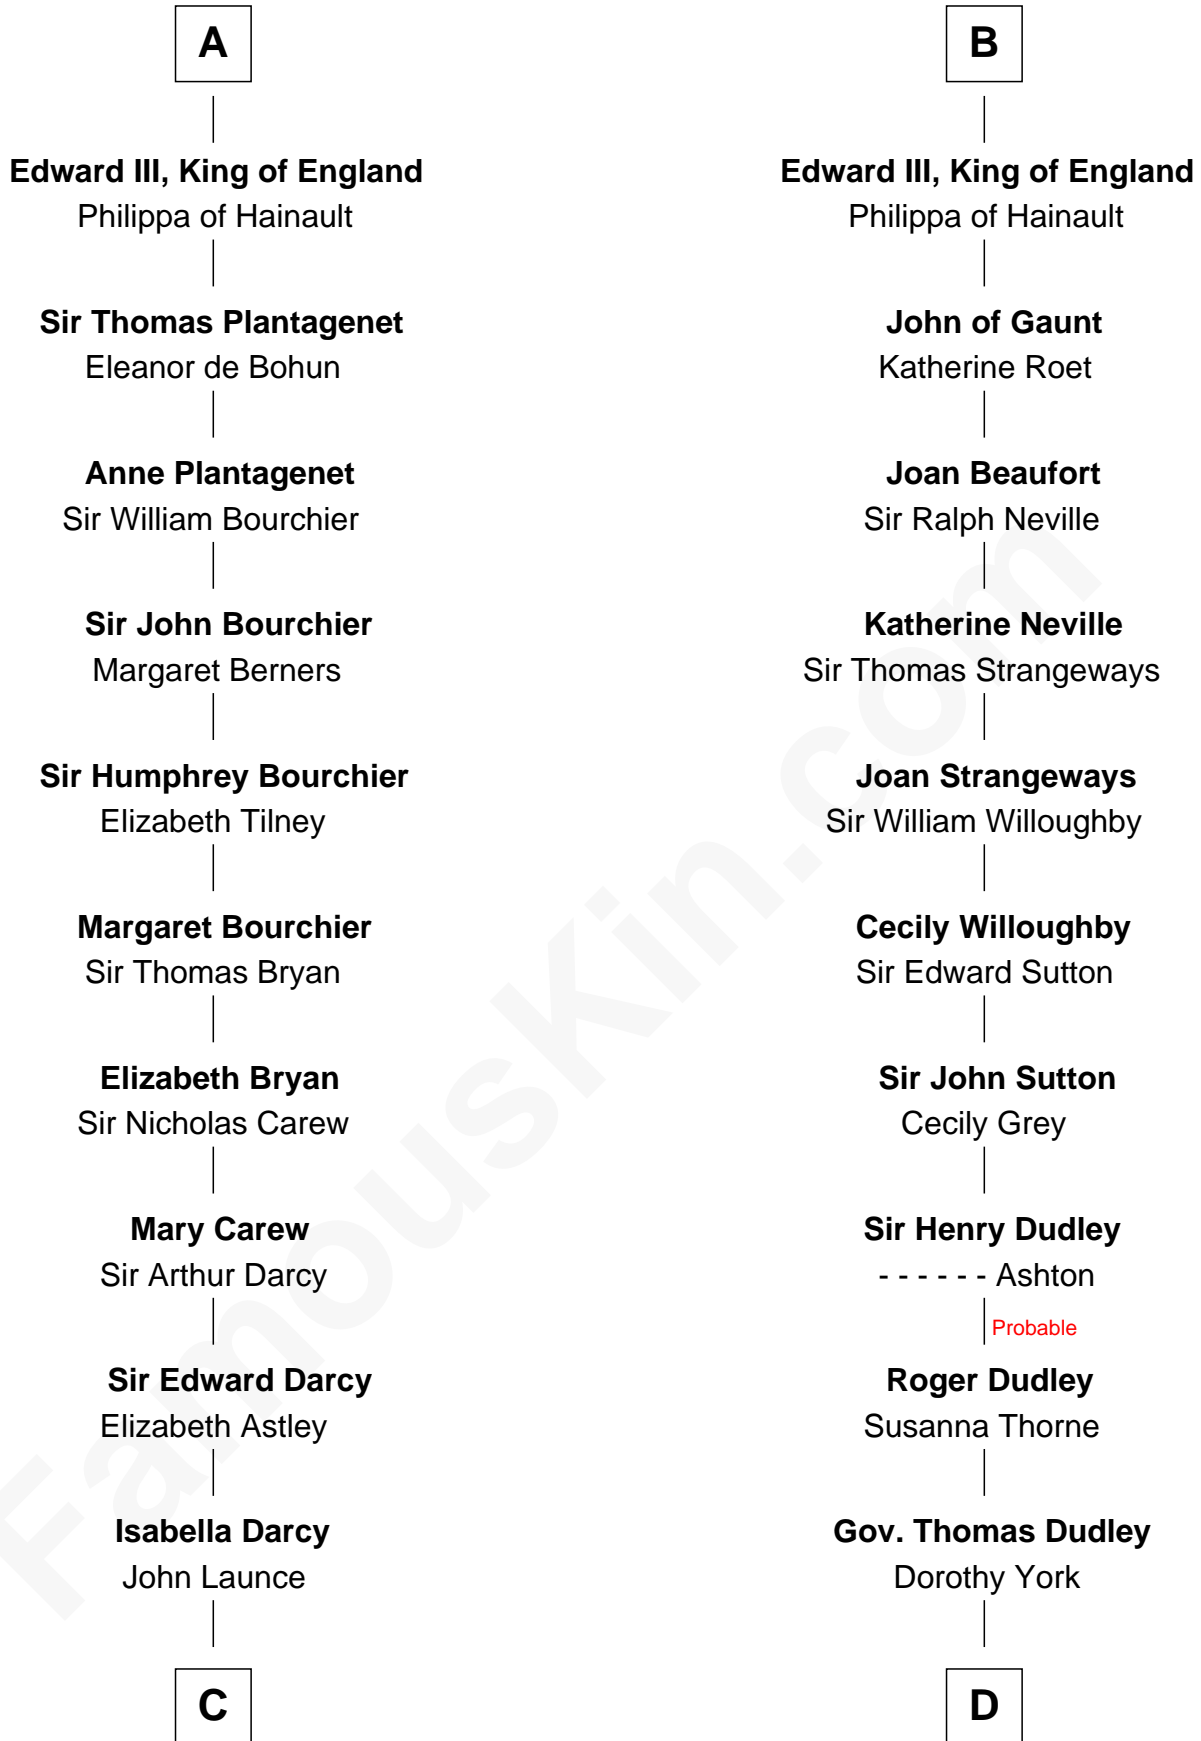 A
Edward III, King of England
Philippa of Hainault
Sir Thomas Plantagenet
Eleanor de Bohun
Anne Plantagenet
Sir William Bourchier
Sir John Bourchier
Margaret Berners
Sir Humphrey Bourchier
Elizabeth Tilney
Margaret Bourchier
Sir Thomas Bryan
Elizabeth Bryan
Sir Nicholas Carew
Mary Carew
Sir Arthur Darcy
Sir Edward Darcy
Elizabeth Astley
Isabella Darcy
John Launce
C
B
Edward III, King of England
Philippa of Hainault
John of Gaunt
Katherine Roet
Joan Beaufort
Sir Ralph Neville
Katherine Neville
Sir Thomas Strangeways
Joan Strangeways
Sir William Willoughby
Cecily Willoughby
Sir Edward Sutton
Sir John Sutton
Cecily Grey
Sir Henry Dudley
- - - - - - Ashton
Probable
Roger Dudley
Susanna Thorne
Gov. Thomas Dudley
Dorothy York
D
FamousKin.com